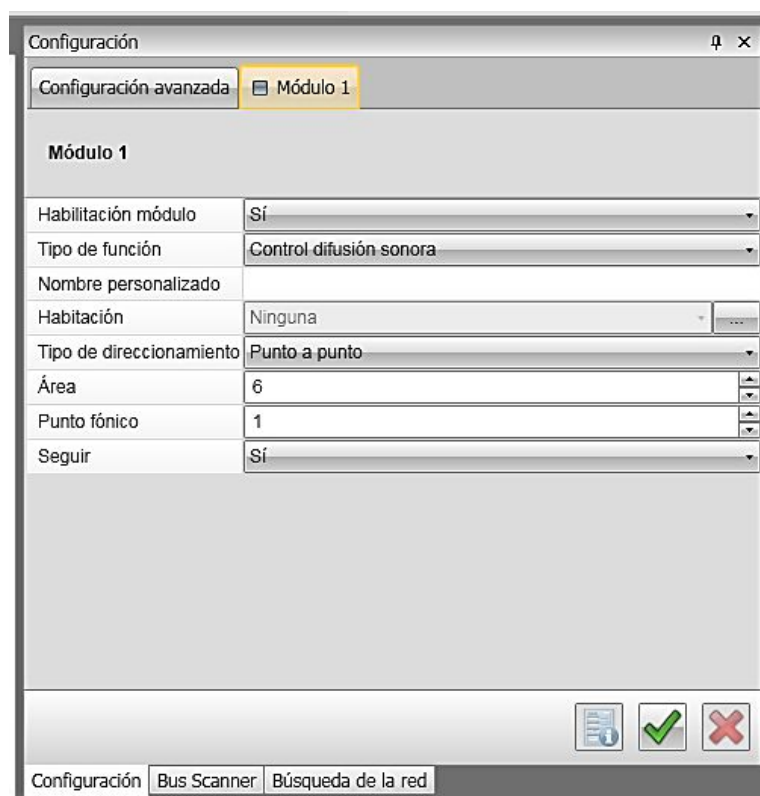 Configuración
Configuración avanzada Módulo 1
Módulo 1
Habilitación módulo Sí
Tipo de función Control difusión sonora
Nombre personalizado
Habitación Ninguna ...
Tipo de direccionamiento Punto a punto
Área 6
Punto fónico 1
Seguir Sí
Configuración Bus Scanner Búsqueda de la red